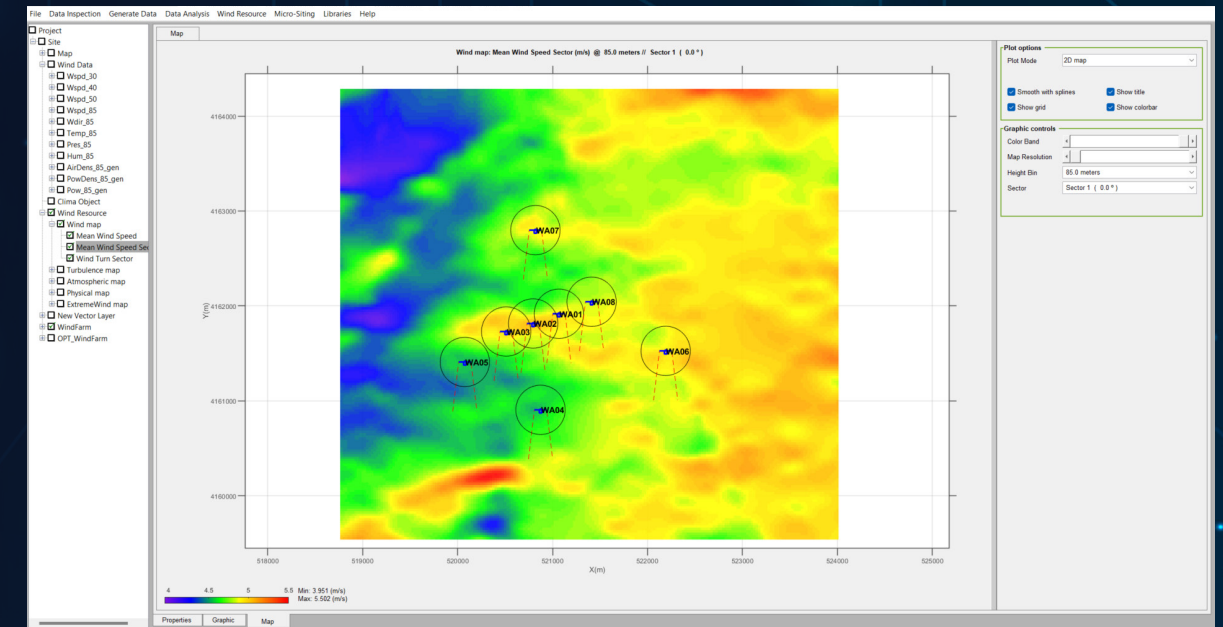 File Data Inspection Generate Data Data Analysis Wind Resource Micro-Siting Libraries Help
Project
Site
Map
Wind Data
Wspd_30
Wspd_40
Wspd_50
Wspd_85
Wdir_85
Temp_85
Pres_85
Hum_85
AirDens_85_gen
PowDens_85_gen
Pow_85_gen
Clima Object
Wind Resource
Wind map
Mean Wind Speed
Mean Wind Speed Sec
Wind Turn Sector
Turbulence map
Atmospheric map
Physical map
ExtremeWind map
New Vector Layer
WindFarm
OPT_WindFarm
Map
Wind map: Mean Wind Speed Sector (m/s) @ 85.0 meters // Sector 1 ( 0.0 º )
4164000
4163000
4162000
4161000
4160000
Y(m)
WA07
WA08
WA01
WA02
WA03
WA06
WA05
WA04
518000 519000 520000 521000 522000 523000 524000 525000
X(m)
4 4.5 5 5.5
Min: 3.951 (m/s)
Max: 5.502 (m/s)
Properties Graphic Map
Plot options
Plot Mode 2D map
Smooth with splines Show title
Show grid Show colorbar
Graphic controls
Color Band
Map Resolution
Height Bin 85.0 meters
Sector Sector 1 ( 0.0 º )